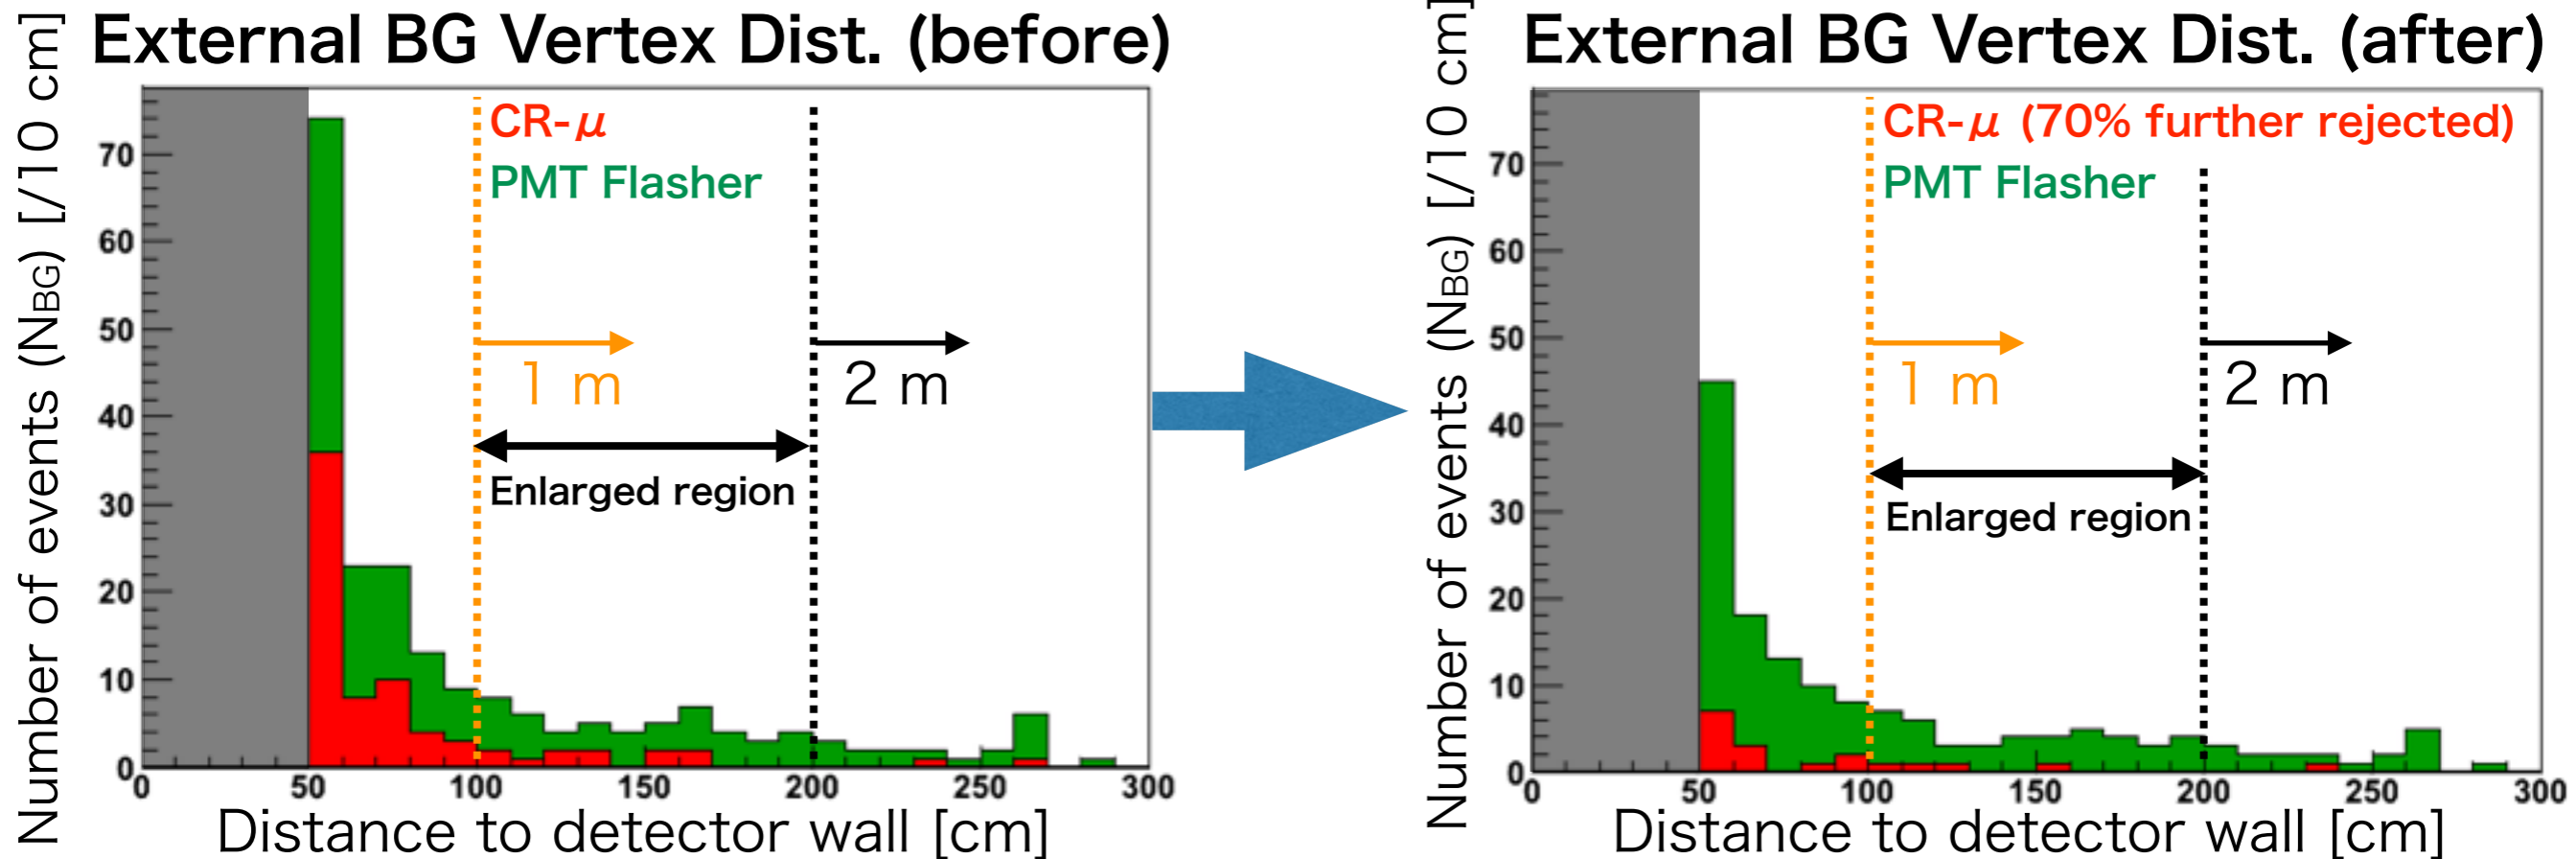 External BG Vertex Dist. (before)
Number of events (NBG) [/10 cm]
70
60
50
40
30
20
10
0
CR-μ
PMT Flasher
1 m
2 m
Enlarged region
0 50 100 150 200 250 300
Distance to detector wall [cm]
External BG Vertex Dist. (after)
Number of events (NBG) [/10 cm]
70
60
50
40
30
20
10
0
CR-μ (70% further rejected)
PMT Flasher
1 m
2 m
Enlarged region
0 50 100 150 200 250 300
Distance to detector wall [cm]